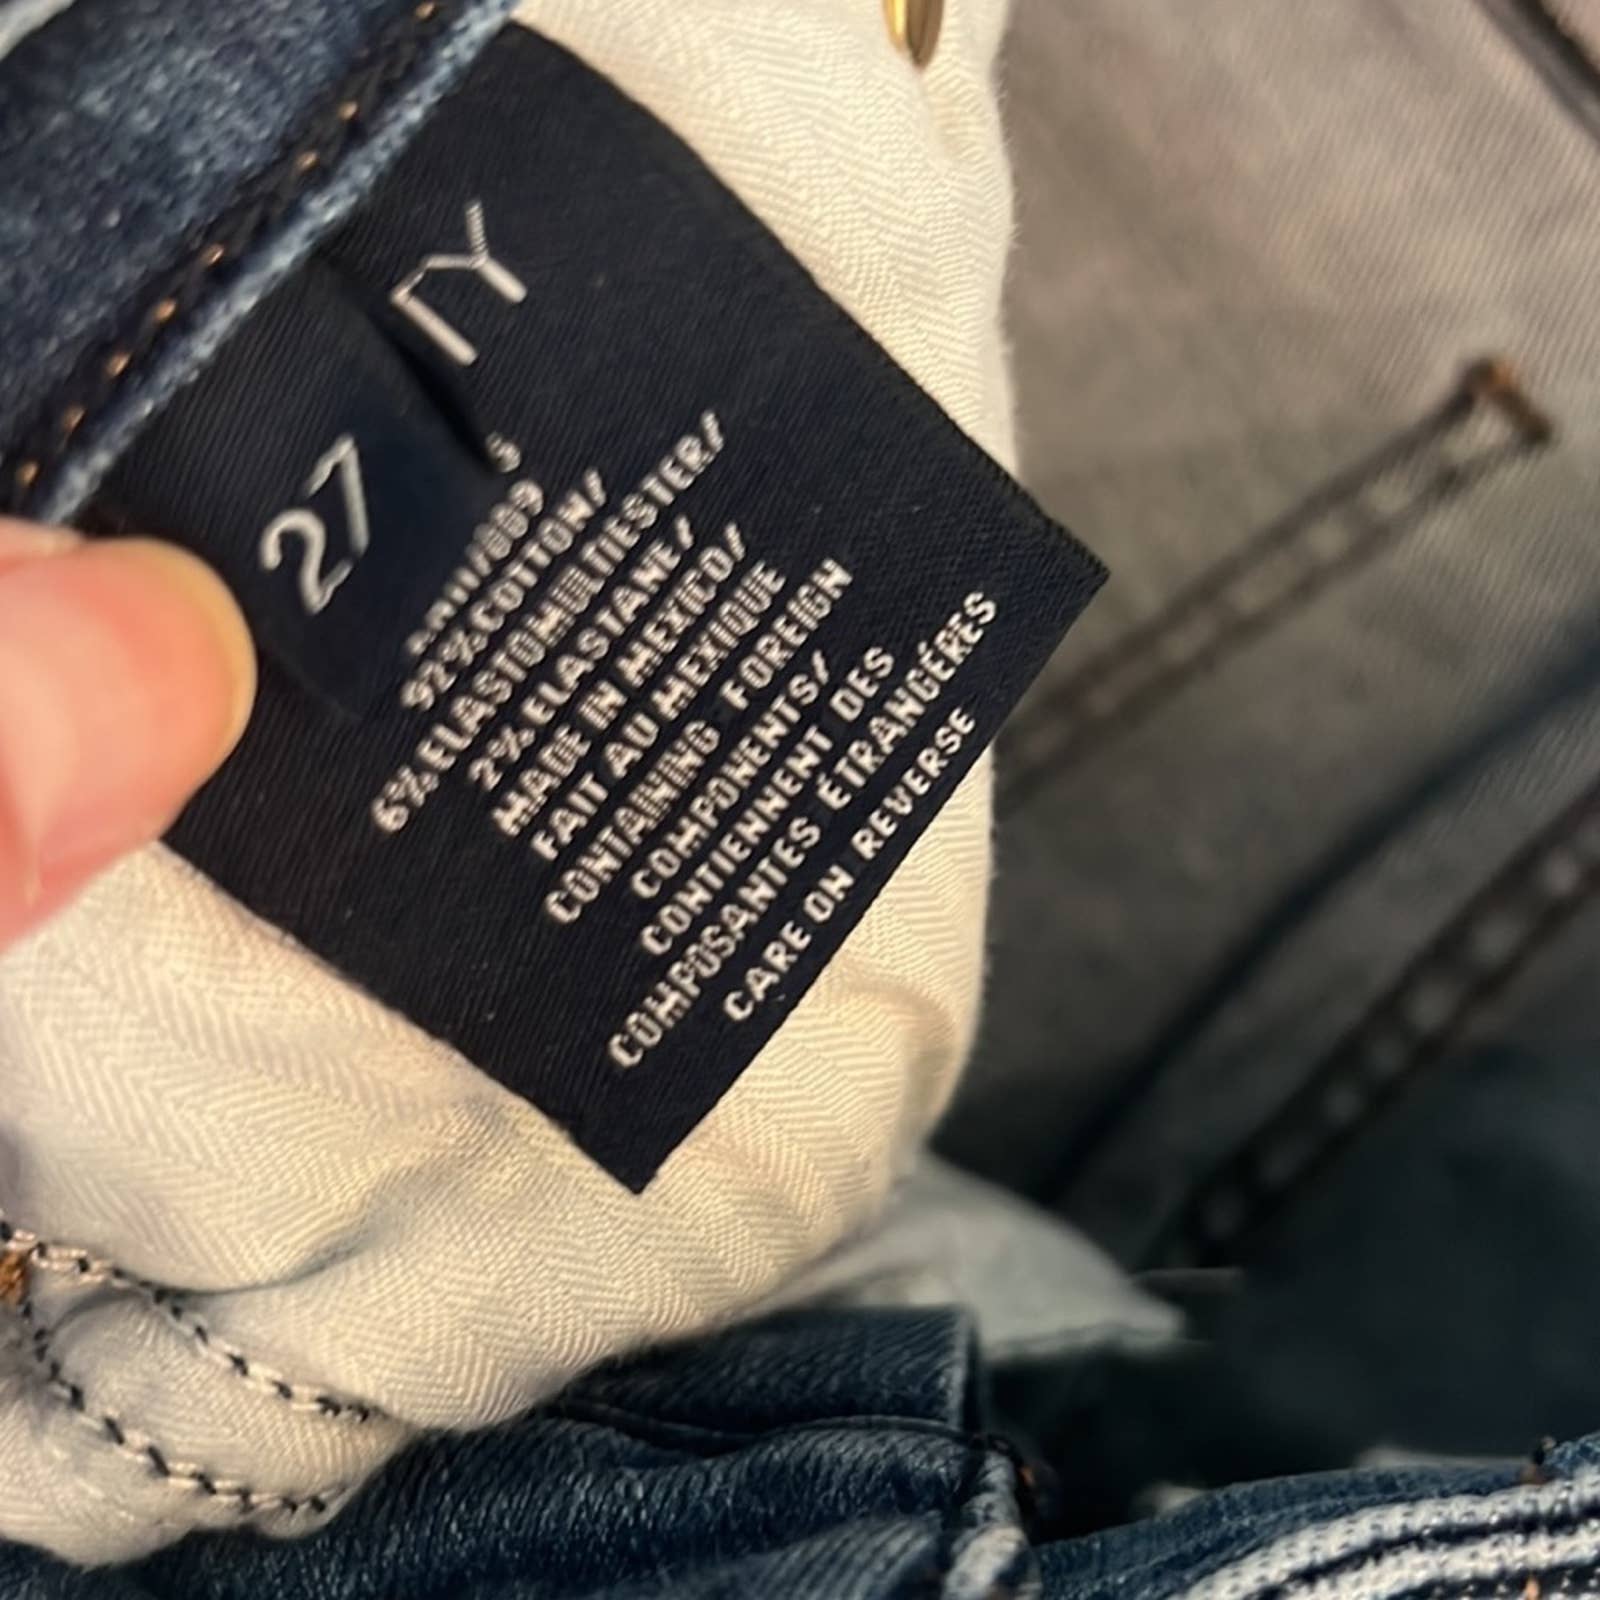 27
92% COTTON/
6% ELASTOMULTIESTER/
2% ELASTANE/
MADE IN MEXICO/
FAIT AU MEXIQUE
CONTAINING FOREIGN
COMPONENTS/
CONTIENNENT DES
COMPOSANTES ÉTRANGÉRES
CARE ON REVERSE